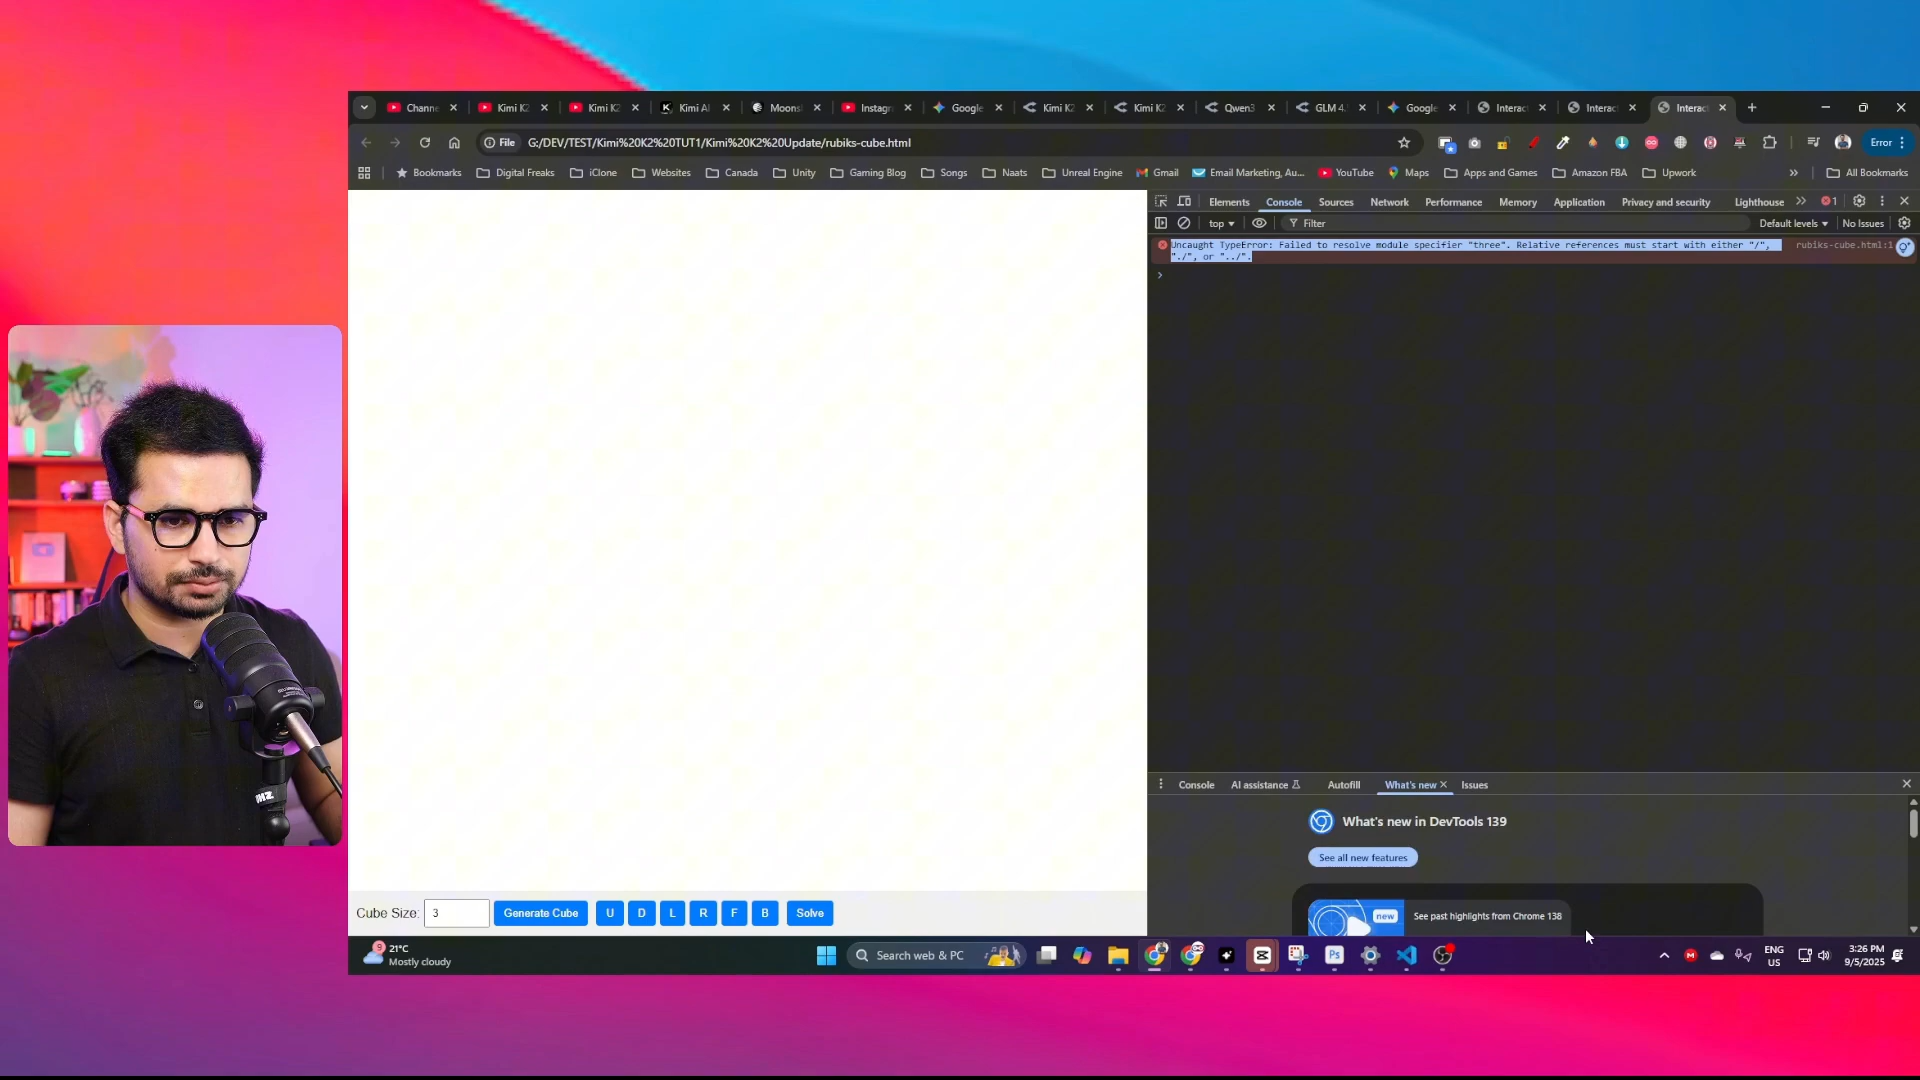 Channe
Kimi K2
Kimi K2
Kimi AI
Moons
Instagr
Google
Kimi K2
Kimi K2
Qwen3
GLM 4.
Google
Interac
Interac
Interac
File
G:/DEV/TEST/Kimi%20K2%20TUT1/Kimi%20K2%20Update/rubiks-cube.html
Error
Bookmarks
Digital Freaks
iClone
Websites
Canada
Unity
Gaming Blog
Songs
Naats
Unreal Engine
Gmail
Email Marketing, Au...
YouTube
Maps
Apps and Games
Amazon FBA
Upwork
»
All Bookmarks
Elements
Console
Sources
Network
Performance
Memory
Application
Privacy and security
Lighthouse
»
1
top
Filter
Default levels
No Issues
Uncaught TypeError: Failed to resolve module specifier "three". Relative references must start with either "/",
"./", or "../".
rubiks-cube.html:1
Console
AI assistance
Autofill
What's new
Issues
What's new in DevTools 139
See all new features
new
See past highlights from Chrome 138
Cube Size:
3
Generate Cube
U
D
L
R
F
B
Solve
9
21°C
Mostly cloudy
Search web & PC
Ps
ENG
US
3:26 PM
9/5/2025